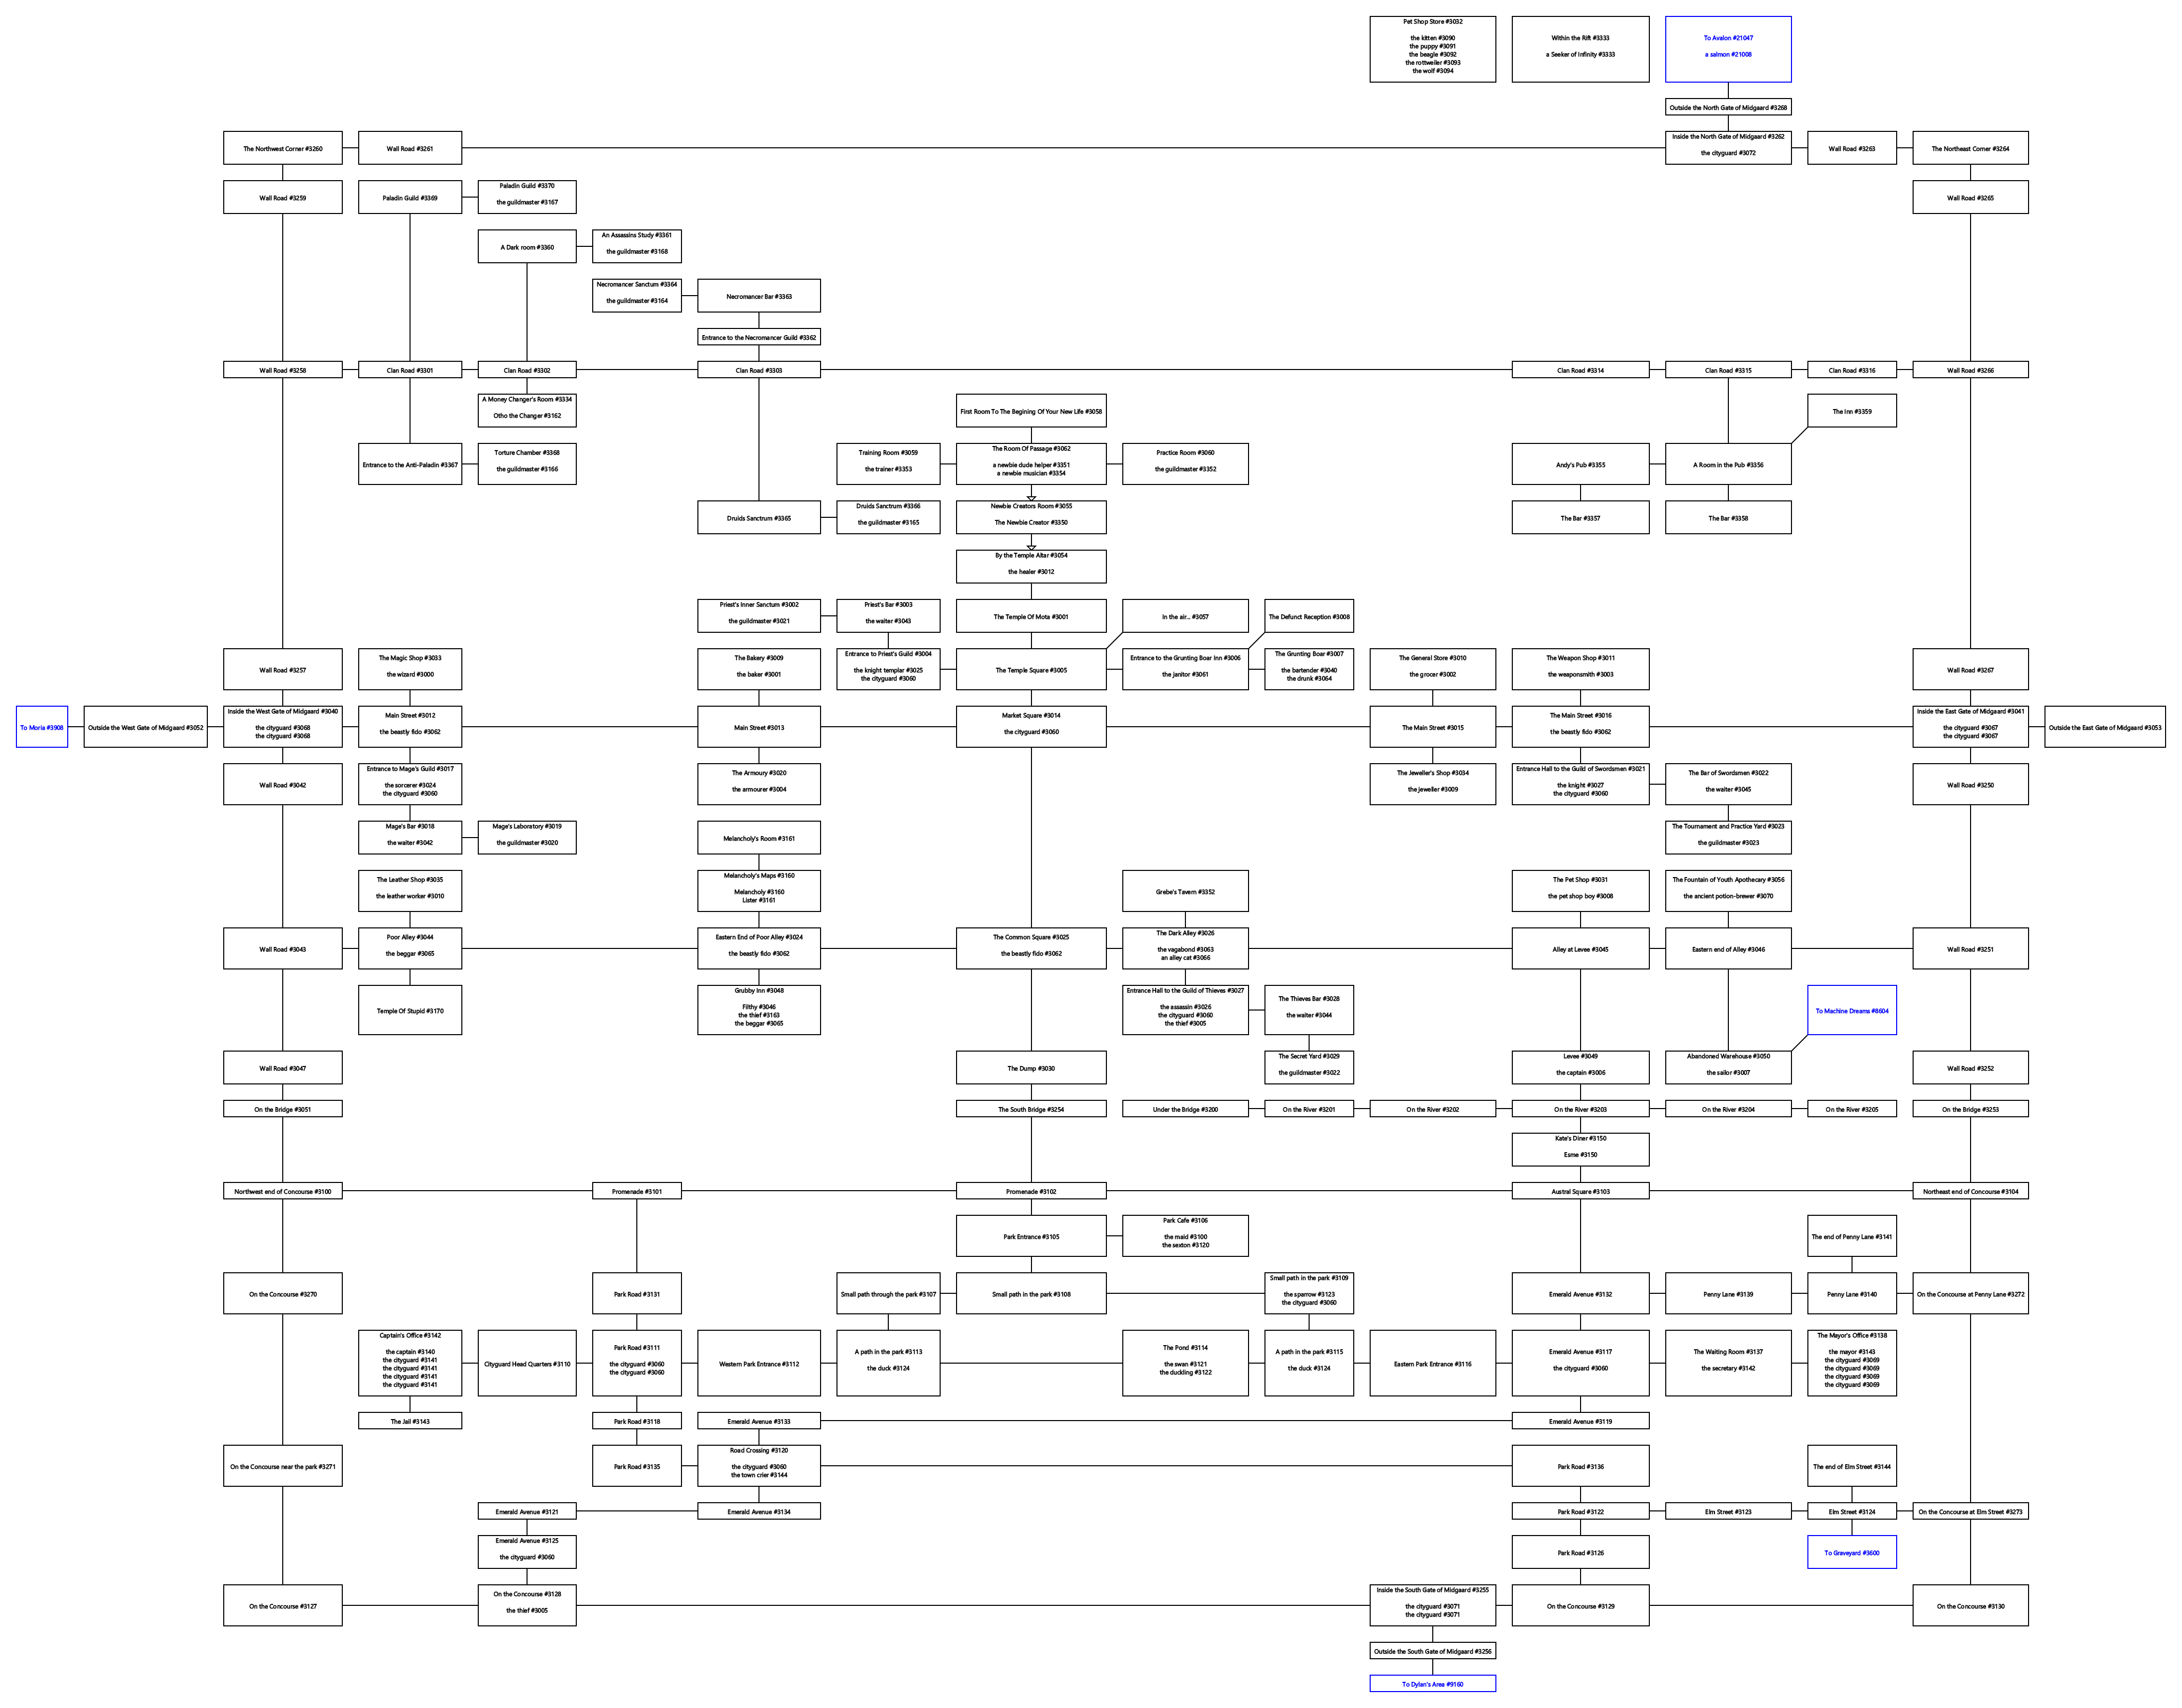 Pet Shop Store #3032
the kitten #3090
the puppy #3091
the beagle #3092
the rottweiler #3093
the wolf #3094
Within the Rift #3333
a Seeker of Infinity #3333
To Avalon #21047
a salmon #21008
Outside the North Gate of Midgaard #3268
The Northwest Corner #3260
Wall Road #3261
Inside the North Gate of Midgaard #3262
the cityguard #3072
Wall Road #3263
The Northeast Corner #3264
Wall Road #3259
Paladin Guild #3369
Paladin Guild #3370
the guildmaster #3167
Wall Road #3265
A Dark room #3360
An Assassins Study #3361
the guildmaster #3168
Necromancer Sanctum #3364
the guildmaster #3164
Necromancer Bar #3363
Entrance to the Necromancer Guild #3362
Wall Road #3258
Clan Road #3301
Clan Road #3302
Clan Road #3303
Clan Road #3314
Clan Road #3315
Clan Road #3316
Wall Road #3266
A Money Changer's Room #3334
Otho the Changer #3162
First Room To The Begining Of Your New Life #3058
The Inn #3359
Entrance to the Anti-Paladin #3367
Torture Chamber #3368
the guildmaster #3166
Training Room #3059
the trainer #3353
The Room Of Passage #3062
a newbie dude helper #3351
a newbie musician #3354
Practice Room #3060
the guildmaster #3352
Andy's Pub #3355
A Room in the Pub #3356
Druids Sanctrum #3365
Druids Sanctrum #3366
the guildmaster #3165
Newbie Creators Room #3055
The Newbie Creator #3350
The Bar #3357
The Bar #3358
By the Temple Altar #3054
the healer #3012
Priest's Inner Sanctum #3002
the guildmaster #3021
Priest's Bar #3003
the waiter #3043
The Temple Of Mota #3001
In the air... #3057
The Defunct Reception #3008
Wall Road #3257
The Magic Shop #3033
the wizard #3000
The Bakery #3009
the baker #3001
Entrance to Priest's Guild #3004
the knight templar #3025
the cityguard #3060
The Temple Square #3005
Entrance to the Grunting Boar Inn #3006
the janitor #3061
The Grunting Boar #3007
the bartender #3040
the drunk #3064
The General Store #3010
the grocer #3002
The Weapon Shop #3011
the weaponsmith #3003
Wall Road #3267
To Moria #3908
Outside the West Gate of Midgaard #3052
Inside the West Gate of Midgaard #3040
the cityguard #3068
the cityguard #3068
Main Street #3012
the beastly fido #3062
Main Street #3013
Market Square #3014
the cityguard #3060
The Main Street #3015
The Main Street #3016
the beastly fido #3062
Inside the East Gate of Midgaard #3041
the cityguard #3067
the cityguard #3067
Outside the East Gate of Midgaard #3053
Wall Road #3042
Entrance to Mage's Guild #3017
the sorcerer #3024
the cityguard #3060
The Armoury #3020
the armourer #3004
The Jeweller's Shop #3034
the jeweller #3009
Entrance Hall to the Guild of Swordsmen #3021
the knight #3027
the cityguard #3060
The Bar of Swordsmen #3022
the waiter #3045
Wall Road #3250
Mage's Bar #3018
the waiter #3042
Mage's Laboratory #3019
the guildmaster #3020
Melancholy's Room #3161
The Tournament and Practice Yard #3023
the guildmaster #3023
The Leather Shop #3035
the leather worker #3010
Melancholy's Maps #3160
Melancholy #3160
Lister #3161
Grebe's Tavern #3352
The Pet Shop #3031
the pet shop boy #3008
The Fountain of Youth Apothecary #3056
the ancient potion-brewer #3070
Wall Road #3043
Poor Alley #3044
the beggar #3065
Eastern End of Poor Alley #3024
the beastly fido #3062
The Common Square #3025
the beastly fido #3062
The Dark Alley #3026
the vagabond #3063
an alley cat #3066
Alley at Levee #3045
Eastern end of Alley #3046
Wall Road #3251
Temple Of Stupid #3170
Grubby Inn #3048
Filthy #3046
the thief #3163
the beggar #3065
Entrance Hall to the Guild of Thieves #3027
the assassin #3026
the cityguard #3060
the thief #3005
The Thieves Bar #3028
the waiter #3044
To Machine Dreams #8604
Wall Road #3047
The Dump #3030
The Secret Yard #3029
the guildmaster #3022
Levee #3049
the captain #3006
Abandoned Warehouse #3050
the sailor #3007
Wall Road #3252
On the Bridge #3051
The South Bridge #3254
Under the Bridge #3200
On the River #3201
On the River #3202
On the River #3203
On the River #3204
On the River #3205
On the Bridge #3253
Kate's Diner #3150
Esme #3150
Northwest end of Concourse #3100
Promenade #3101
Promenade #3102
Austral Square #3103
Northeast end of Concourse #3104
Park Entrance #3105
Park Cafe #3106
the maid #3100
the sexton #3120
The end of Penny Lane #3141
On the Concourse #3270
Park Road #3131
Small path through the park #3107
Small path in the park #3108
Small path in the park #3109
the sparrow #3123
the cityguard #3060
Emerald Avenue #3132
Penny Lane #3139
Penny Lane #3140
On the Concourse at Penny Lane #3272
Captain's Office #3142
the captain #3140
the cityguard #3141
the cityguard #3141
the cityguard #3141
the cityguard #3141
Cityguard Head Quarters #3110
Park Road #3111
the cityguard #3060
the cityguard #3060
Western Park Entrance #3112
A path in the park #3113
the duck #3124
The Pond #3114
the swan #3121
the duckling #3122
A path in the park #3115
the duck #3124
Eastern Park Entrance #3116
Emerald Avenue #3117
the cityguard #3060
The Waiting Room #3137
the secretary #3142
The Mayor's Office #3138
the mayor #3143
the cityguard #3069
the cityguard #3069
the cityguard #3069
the cityguard #3069
The Jail #3143
Park Road #3118
Emerald Avenue #3133
Emerald Avenue #3119
On the Concourse near the park #3271
Park Road #3135
Road Crossing #3120
the cityguard #3060
the town crier #3144
Park Road #3136
The end of Elm Street #3144
Emerald Avenue #3121
Emerald Avenue #3134
Park Road #3122
Elm Street #3123
Elm Street #3124
On the Concourse at Elm Street #3273
Emerald Avenue #3125
the cityguard #3060
Park Road #3126
To Graveyard #3600
On the Concourse #3127
On the Concourse #3128
the thief #3005
Inside the South Gate of Midgaard #3255
the cityguard #3071
the cityguard #3071
On the Concourse #3129
On the Concourse #3130
Outside the South Gate of Midgaard #3256
To Dylan's Area #9160